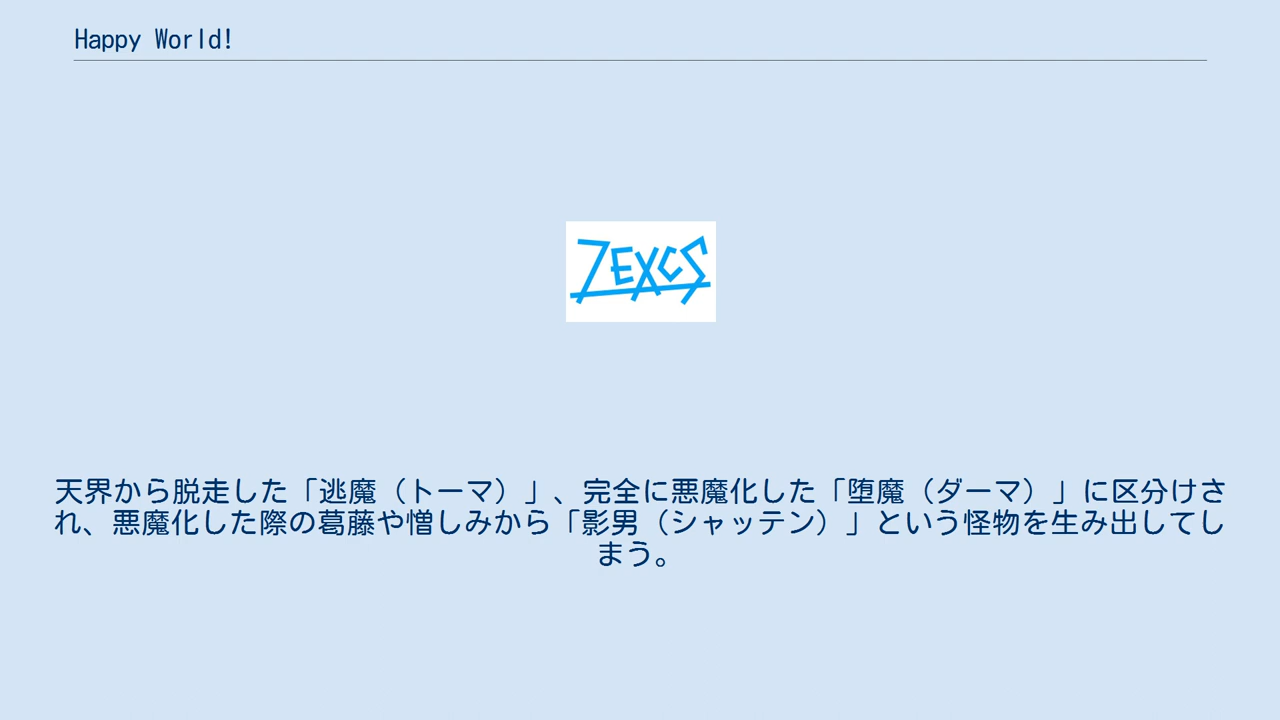 Happy World!
ZEXCS
天界から脱走した「逃魔（トーマ）」、完全に悪魔化した「堕魔（ダーマ）」に区分けさ
れ、悪魔化した際の葛藤や憎しみから「影男（シャッテン）」という怪物を生み出してし
まう。